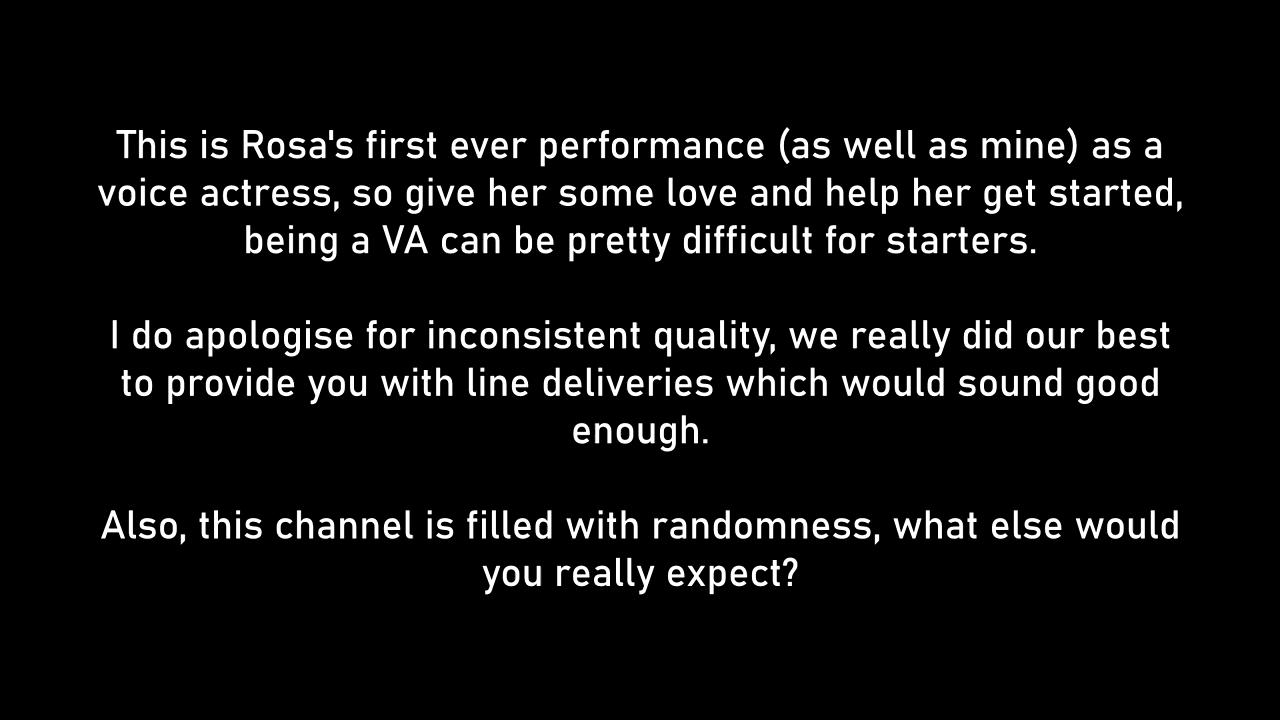 This is Rosa's first ever performance (as well as mine) as a
voice actress, so give her some love and help her get started,
being a VA can be pretty difficult for starters.
I do apologise for inconsistent quality, we really did our best
to provide you with line deliveries which would sound good
enough.
Also, this channel is filled with randomness, what else would
you really expect?